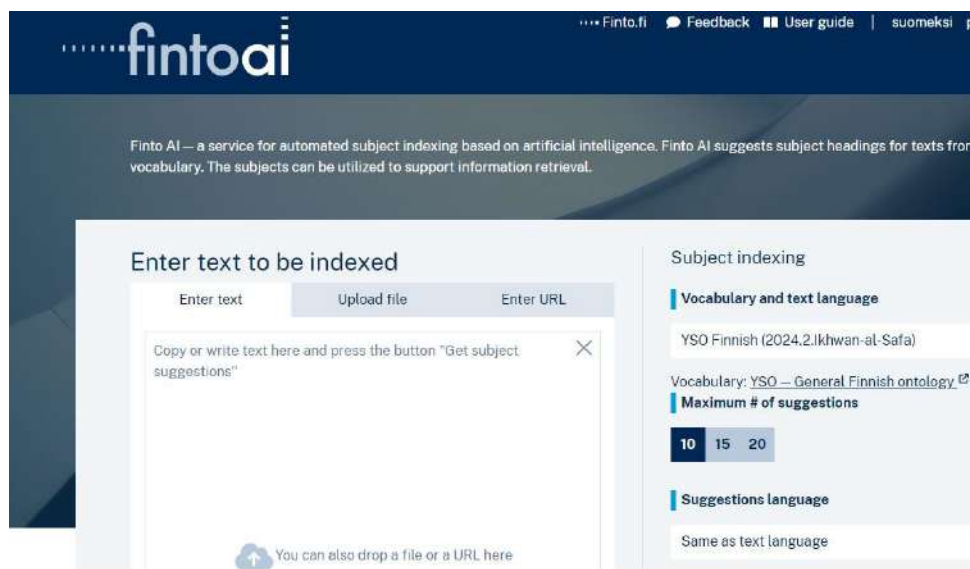 Finto.fi Feedback User guide | suomeksi
fintoai
Finto AI — a service for automated subject indexing based on artificial intelligence. Finto AI suggests subject headings for texts from
vocabulary. The subjects can be utilized to support information retrieval.
Enter text to be indexed
Enter text Upload file Enter URL
Copy or write text here and press the button "Get subject
suggestions"
You can also drop a file or a URL here
Subject indexing
Vocabulary and text language
YSO Finnish (2024.2.Ikhwan-al-Safa)
Vocabulary: YSO — General Finnish ontology
Maximum # of suggestions
10 15 20
Suggestions language
Same as text language